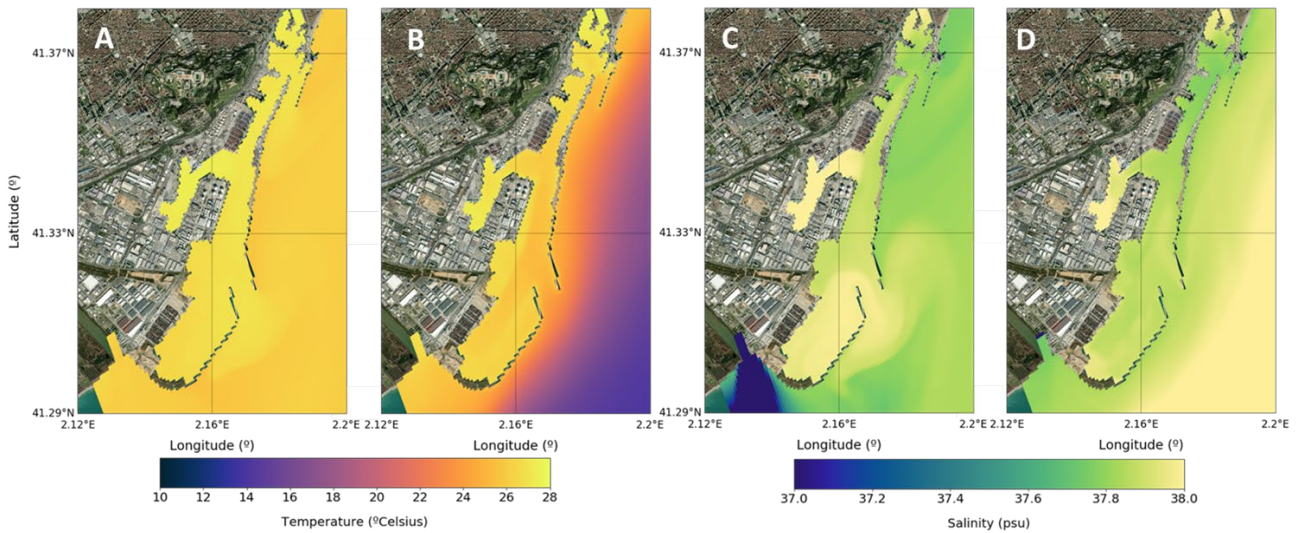 A B C D
41.37°N 41.37°N
Latitude (º)
41.33°N 41.33°N
41.29°N 41.29°N
2.12°E 2.16°E 2.2°E 2.12°E 2.16°E 2.2°E 2.12°E 2.16°E 2.2°E 2.12°E 2.16°E 2.2°E
Longitude (º) Longitude (º) Longitude (º) Longitude (º)
10 12 14 16 18 20 22 24 26 28 37.0 37.2 37.4 37.6 37.8 38.0
Temperature (ºCelsius) Salinity (psu)